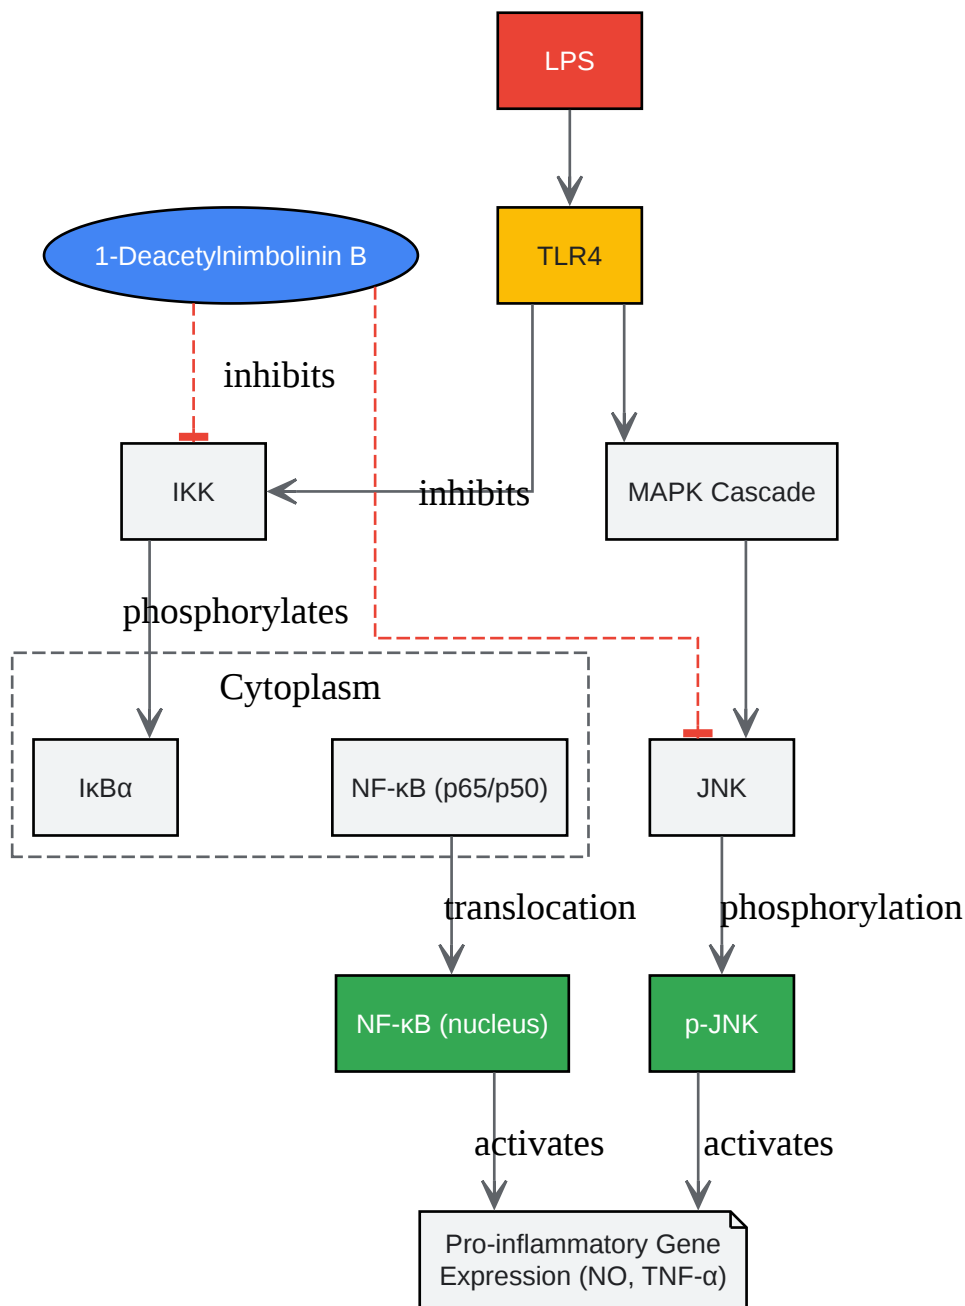 LPS
1-Deacetylnimbolinin B
TLR4
inhibits
IKK
inhibits
MAPK Cascade
phosphorylates
Cytoplasm
IκBα
NF-κB (p65/p50)
JNK
translocation
phosphorylation
NF-κB (nucleus)
p-JNK
activates
activates
Pro-inflammatory Gene
Expression (NO, TNF-α)